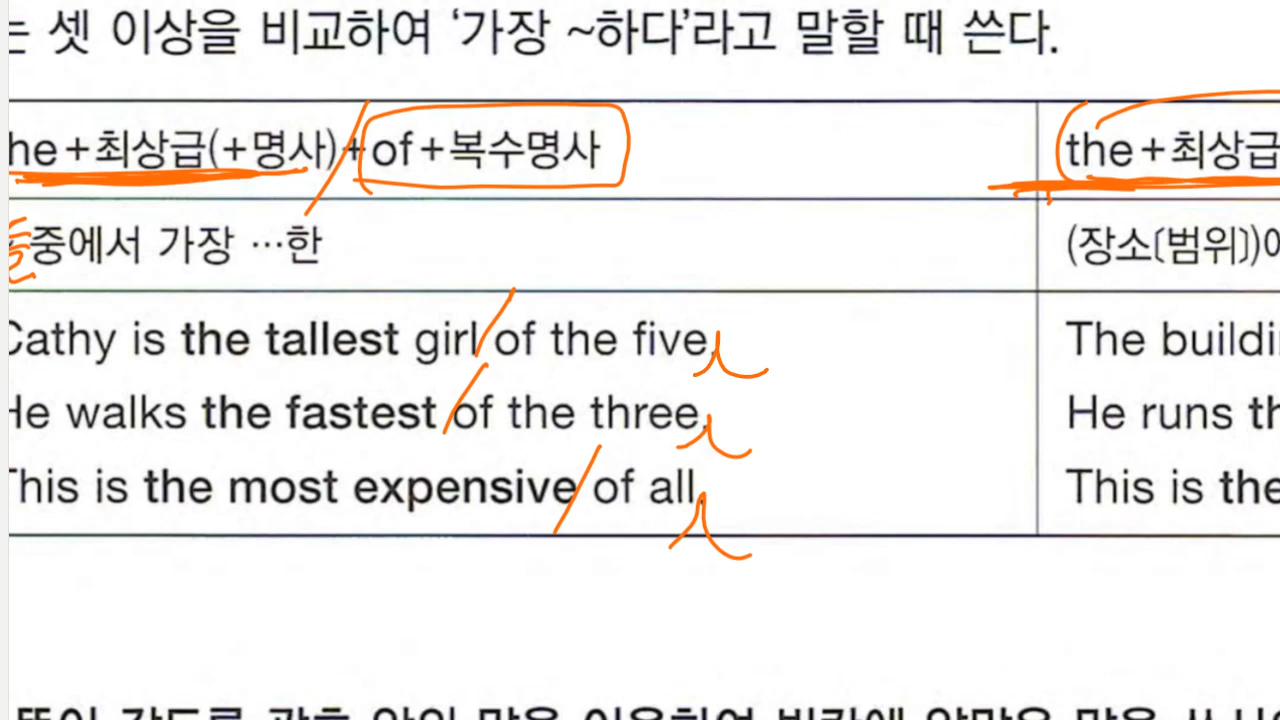 는 셋 이상을 비교하여 ‘가장 ~하다’라고 말할 때 쓴다.
he+최상급(+명사)+of+복수명사
the+최상급
들 중에서 가장 …한
(장소〔범위〕)에
Cathy is the tallest girl of the five.
The buildi
He walks the fastest of the three.
He runs th
This is the most expensive of all.
This is the